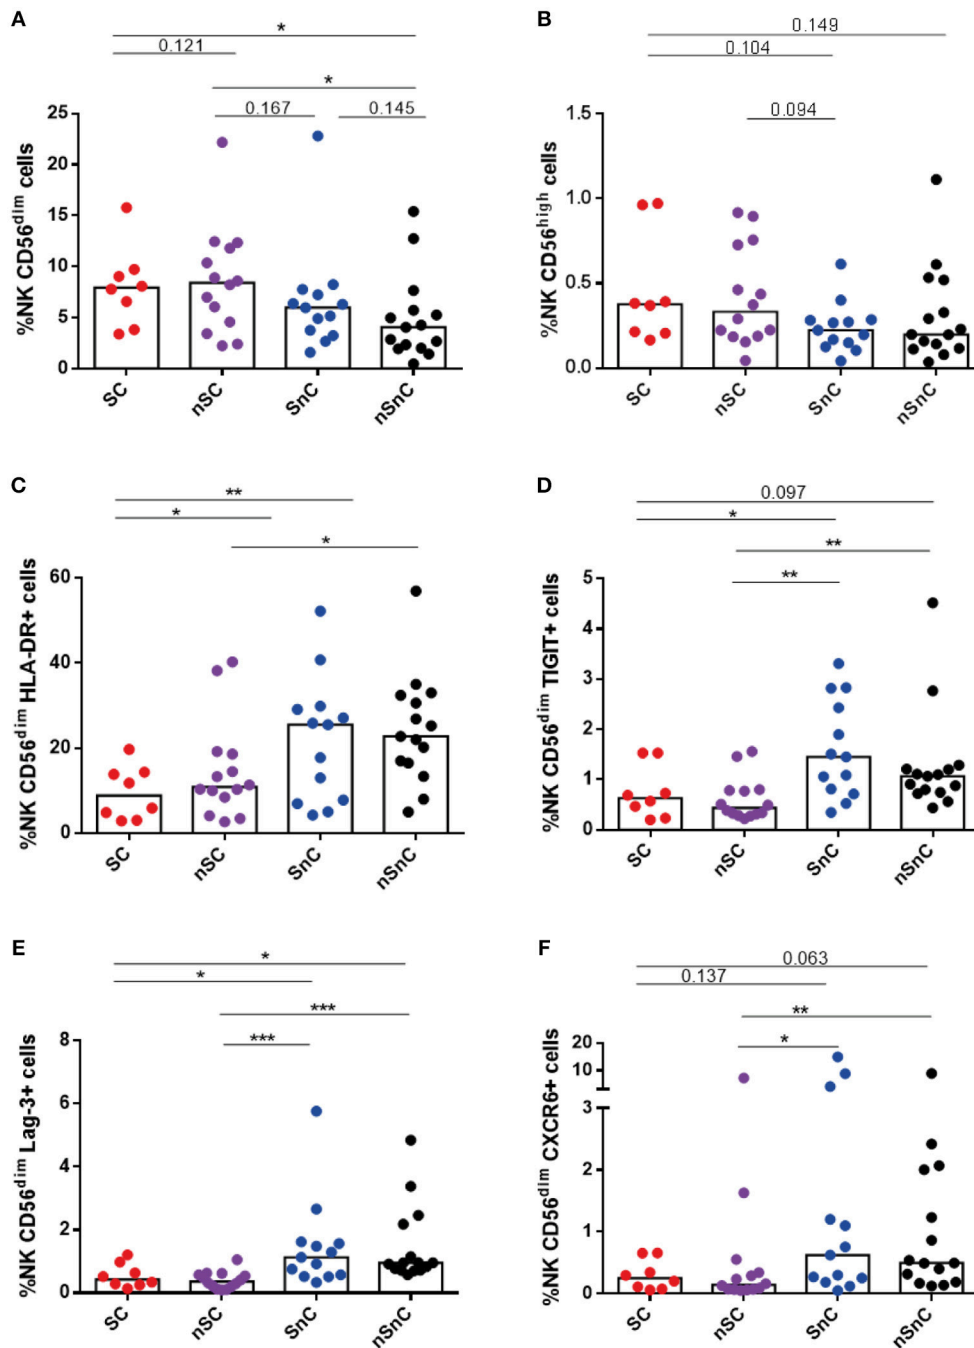 A
*
0.121
*
0.167
0.145
%NK CD56dim cells
25
20
15
10
5
0
SC
nSC
SnC
nSnC
B
0.149
0.104
0.094
%NK CD56high cells
1.5
1.0
0.5
0.0
SC
nSC
SnC
nSnC
C
**
*
*
%NK CD56dim HLA-DR+ cells
60
40
20
0
SC
nSC
SnC
nSnC
D
0.097
*
**
**
%NK CD56dim TIGIT+ cells
5
4
3
2
1
0
SC
nSC
SnC
nSnC
E
*
*
***
***
%NK CD56dim Lag-3+ cells
8
6
4
2
0
SC
nSC
SnC
nSnC
F
0.063
0.137
**
*
%NK CD56dim CXCR6+ cells
20
10
3
2
1
0
SC
nSC
SnC
nSnC